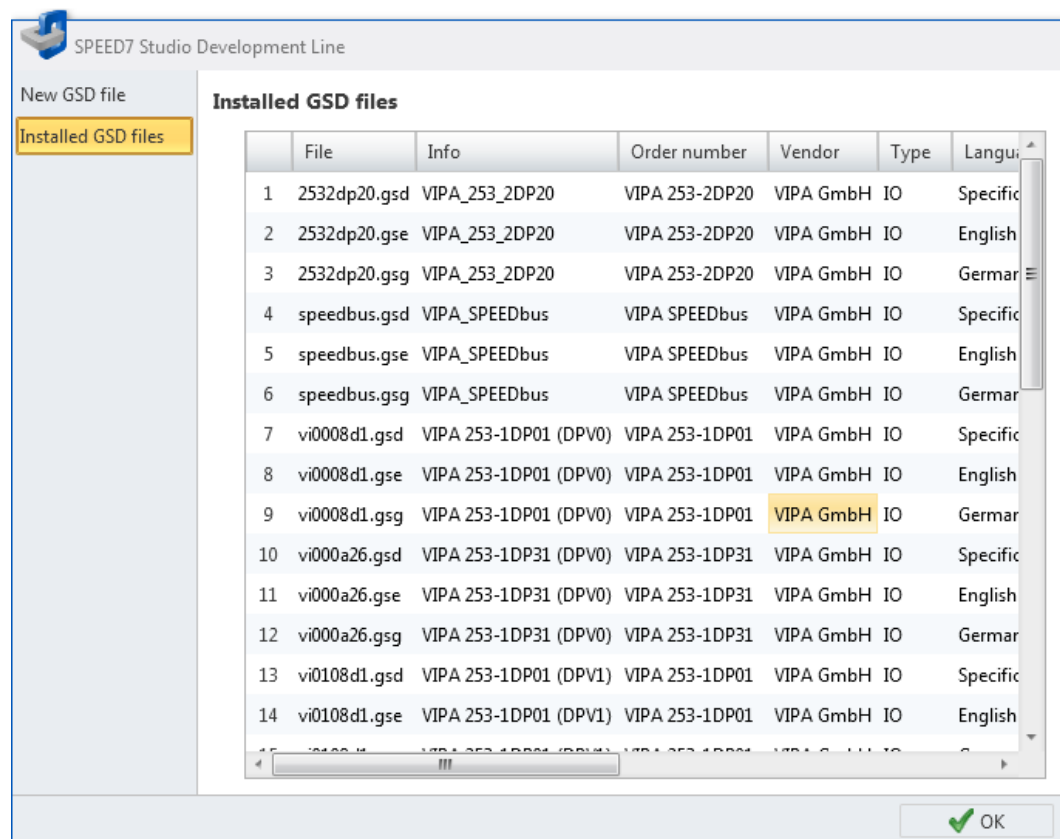 SPEED7 Studio Development Line
New GSD file
Installed GSD files
Installed GSD files
File Info Order number Vendor Type
1 2532dp20.gsd VIPA_253_2DP20 VIPA 253-2DP20 VIPA GmbH IO
2 2532dp20.gse VIPA_253_2DP20 VIPA 253-2DP20 VIPA GmbH IO English
3 2532dp20.gsg VIPA_253_2DP20 VIPA 253-2DP20 VIPA GmbH IO
4 speedbus.gsd VIPA_SPEEDbus VIPA SPEEDbus VIPA GmbH IO
5 speedbus.gse VIPA_SPEEDbus VIPA SPEEDbus VIPA GmbH IO English
6 speedbus.gsg VIPA_SPEEDbus VIPA SPEEDbus VIPA GmbH IO
7 vi0008d1.gsd VIPA 253-1DP01 (DPV0) VIPA 253-1DP01 VIPA GmbH IO
8 vi0008d1.gse VIPA 253-1DP01 (DPV0) VIPA 253-1DP01 VIPA GmbH IO English
9 vi0008d1.gsg VIPA 253-1DP01 (DPV0) VIPA 253-1DP01 VIPA GmbH IO
10 vi000a26.gsd VIPA 253-1DP31 (DPV0) VIPA 253-1DP31 VIPA GmbH IO
11 vi000a26.gse VIPA 253-1DP31 (DPV0) VIPA 253-1DP31 VIPA GmbH IO English
12 vi000a26.gsg VIPA 253-1DP31 (DPV0) VIPA 253-1DP31 VIPA GmbH IO
13 vi0108d1.gsd VIPA 253-1DP01 (DPV1) VIPA 253-1DP01 VIPA GmbH IO
14 vi0108d1.gse VIPA 253-1DP01 (DPV1) VIPA 253-1DP01 VIPA GmbH IO English
OK